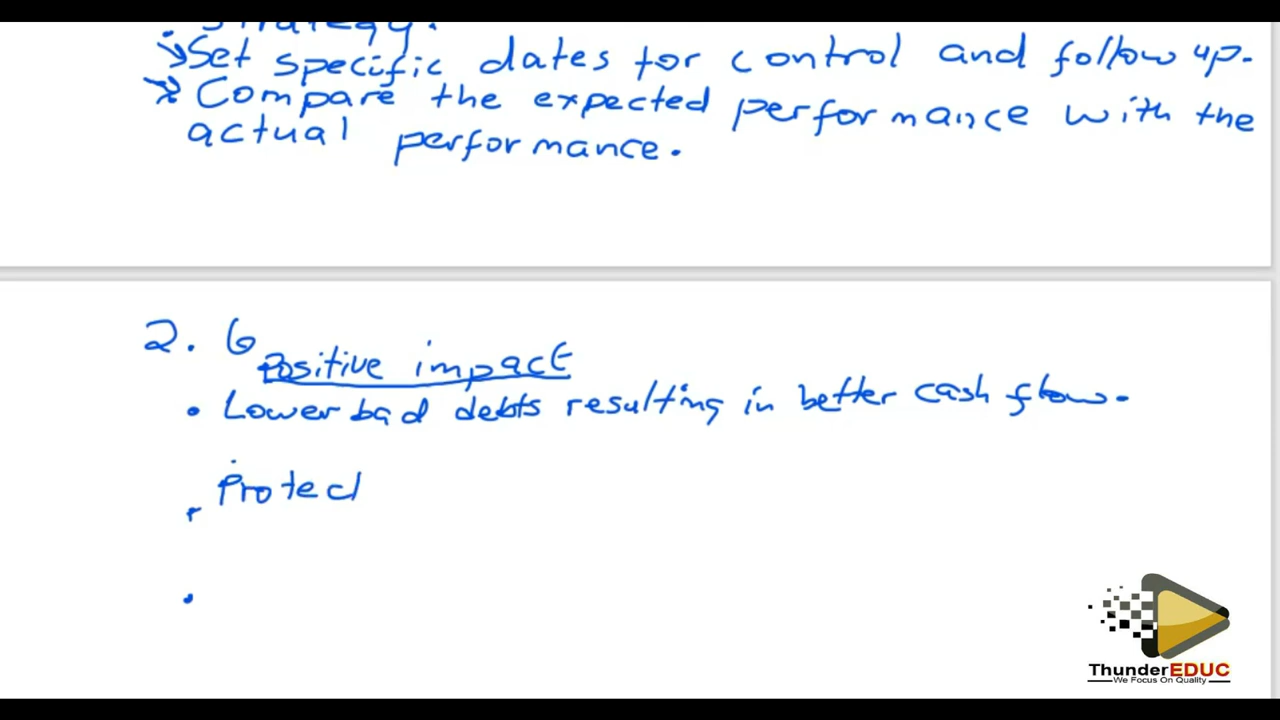 strategy.
Set specific dates for control and follow up.
Compare the expected performance with the
actual performance.
2. 6
Positive impact
• Lower bad debts resulting in better cash flow.
• Protect
•
ThunderEDUC
We Focus On Quality